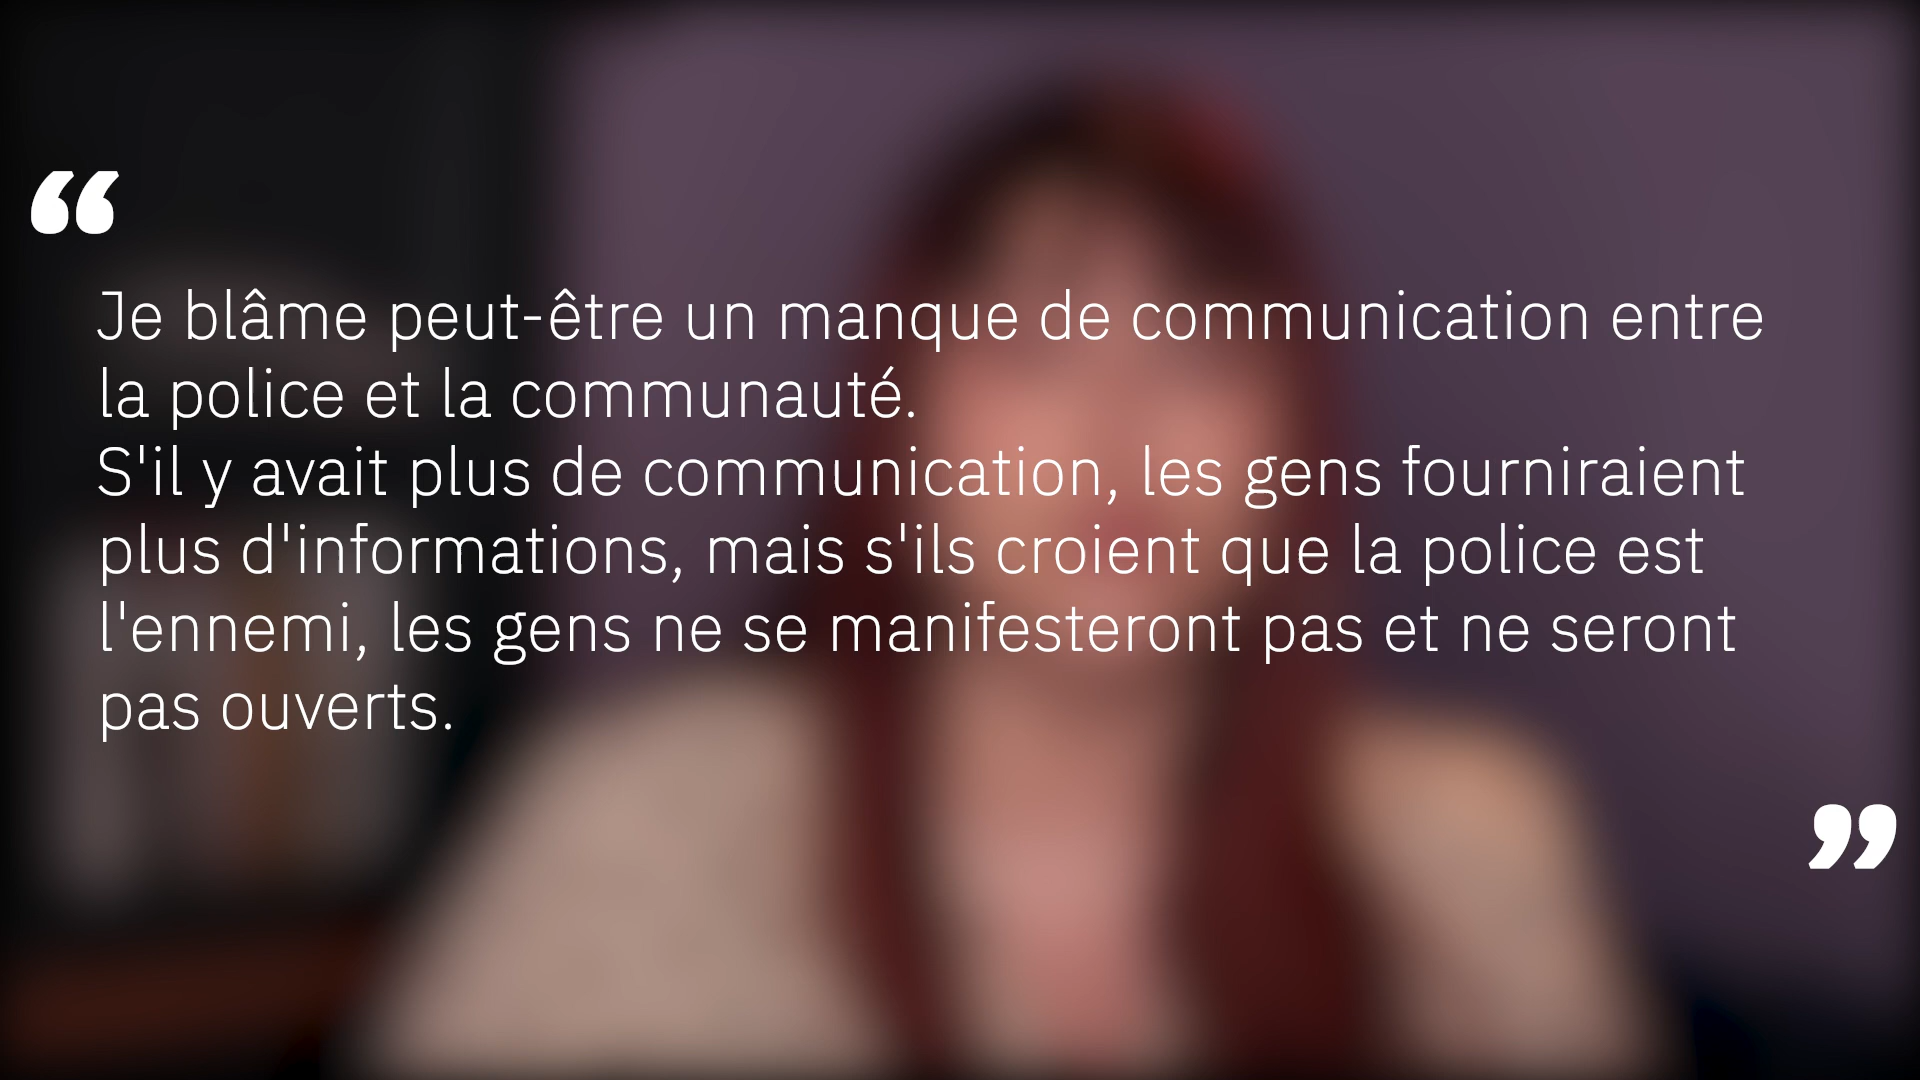 “
Je blâme peut-être un manque de communication entre
la police et la communauté.
S'il y avait plus de communication, les gens fourniraient
plus d'informations, mais s'ils croient que la police est
l'ennemi, les gens ne se manifesteront pas et ne seront
pas ouverts.
”